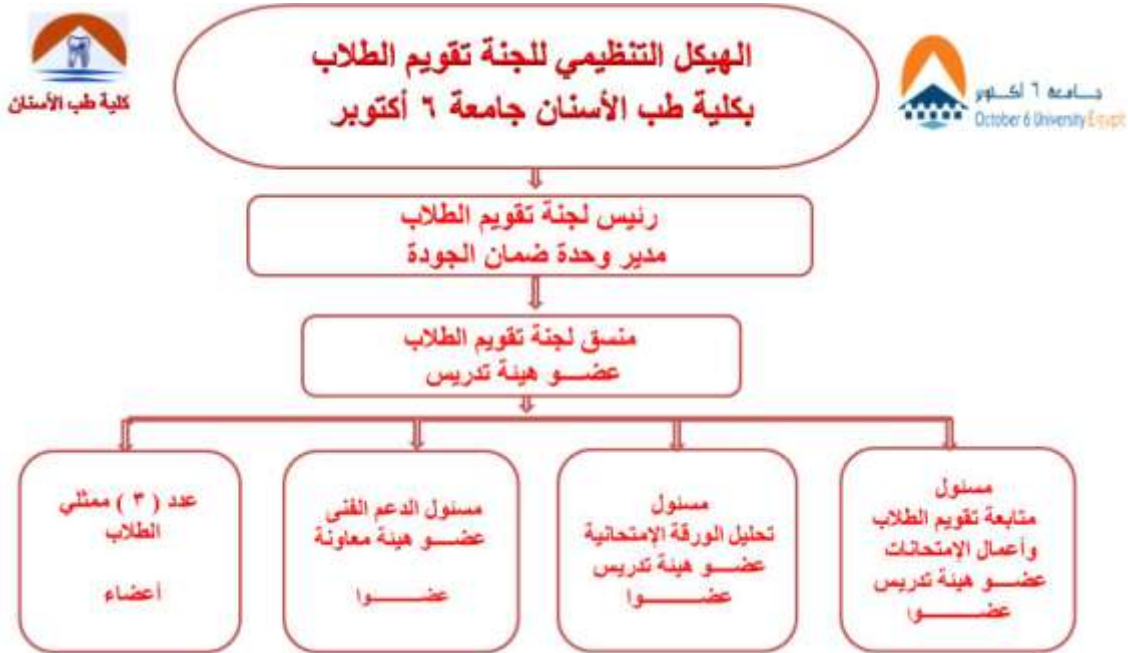 الهيكل التنظيمي للجنة تقويم الطلاب
بكلية طب الأسنان جامعة ٦ أكتوبر
كلية طب الأسنان
جامعة ٦ أكتوبر
October 6 University Egypt
رئيس لجنة تقويم الطلاب
مدير وحدة ضمان الجودة
منسق لجنة تقويم الطلاب
عضـــو هيئة تدريس
مسئول
متابعة تقويم الطلاب
وأعمال الإمتحانات
عضـــو هيئة تدريس
عضـــــــوا
مسئول
تحليل الورقة الإمتحانية
عضـــو هيئة تدريس
عضـــــــوا
مسئول الدعم الفنى
عضـــو هيئة معاونة
عضـــــــوا
عدد ( ٣ ) ممثلي
الطلاب
أعضاء